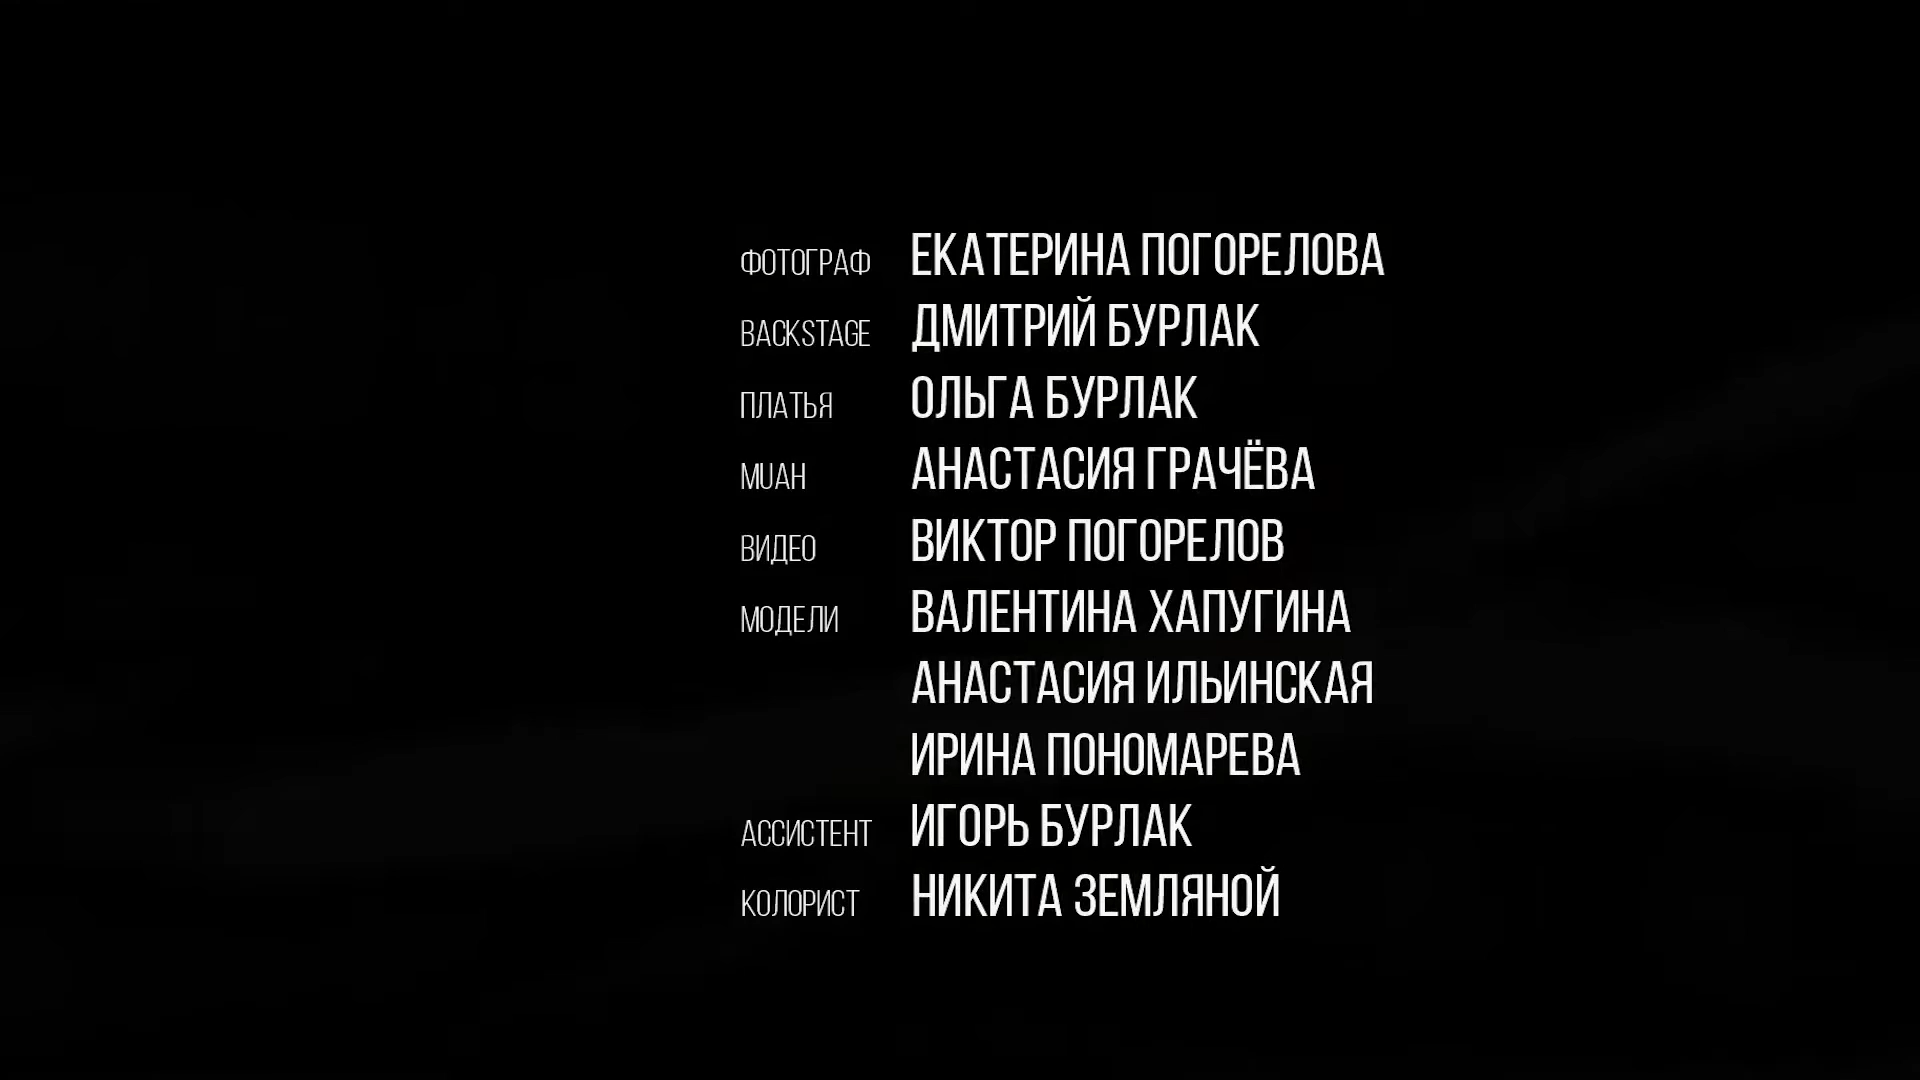 ФОТОГРАФ ЕКАТЕРИНА ПОГОРЕЛОВА
BACKSTAGE ДМИТРИЙ БУРЛАК
ПЛАТЬЯ ОЛЬГА БУРЛАК
MUAH АНАСТАСИЯ ГРАЧЁВА
ВИДЕО ВИКТОР ПОГОРЕЛОВ
МОДЕЛИ ВАЛЕНТИНА ХАПУГИНА
АНАСТАСИЯ ИЛЬИНСКАЯ
ИРИНА ПОНОМАРЕВА
АССИСТЕНТ ИГОРЬ БУРЛАК
КОЛОРИСТ НИКИТА ЗЕМЛЯНОЙ